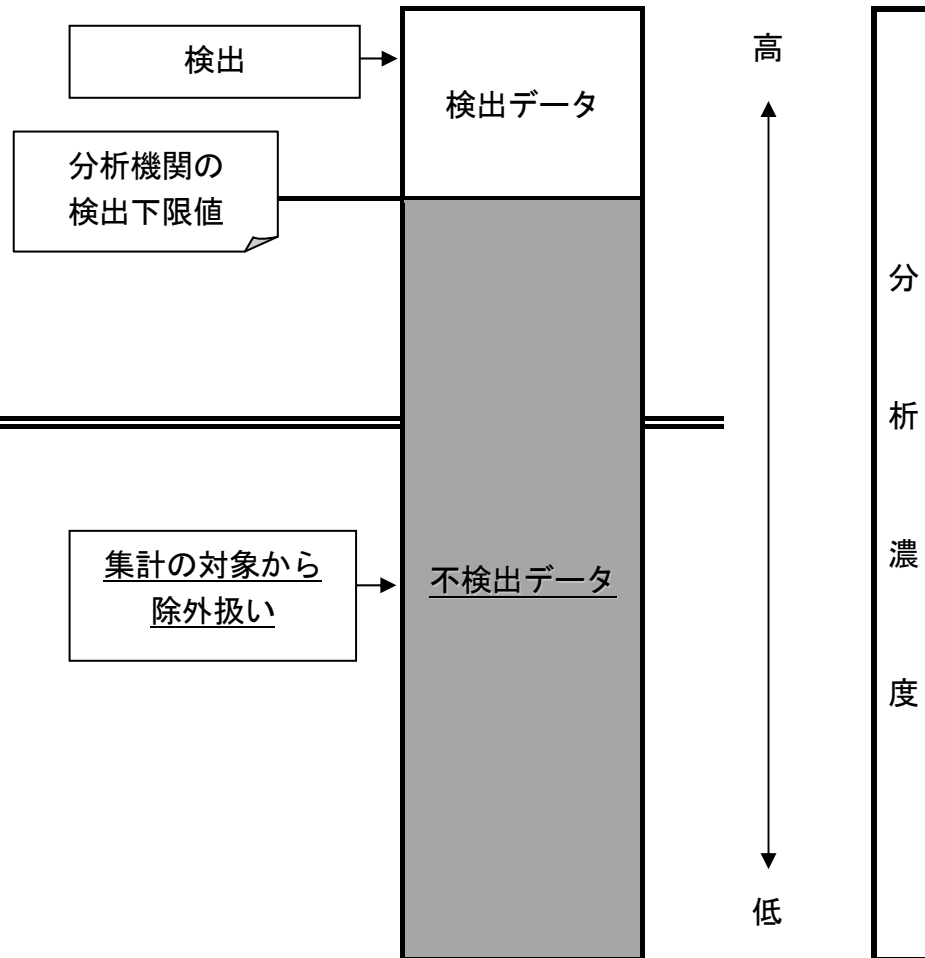 検出
検出データ
高
分析機関の
検出下限値
集計の対象から
除外扱い
不検出データ
低
分
析
濃
度